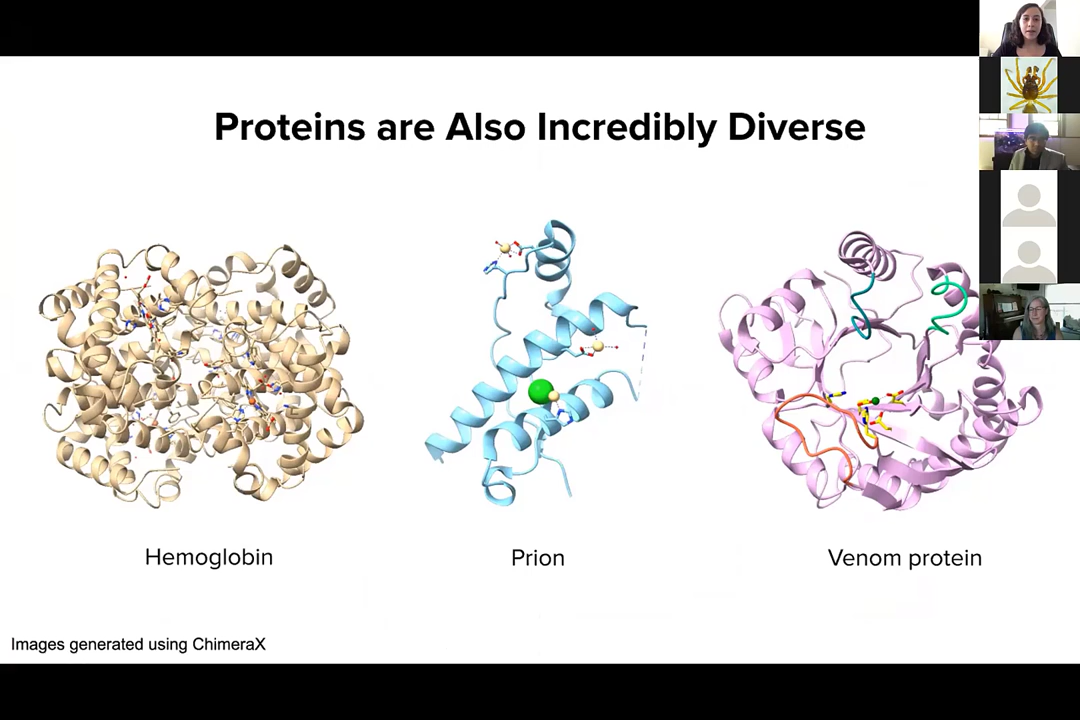 Proteins are Also Incredibly Diverse
Hemoglobin
Prion
Venom protein
Images generated using ChimeraX